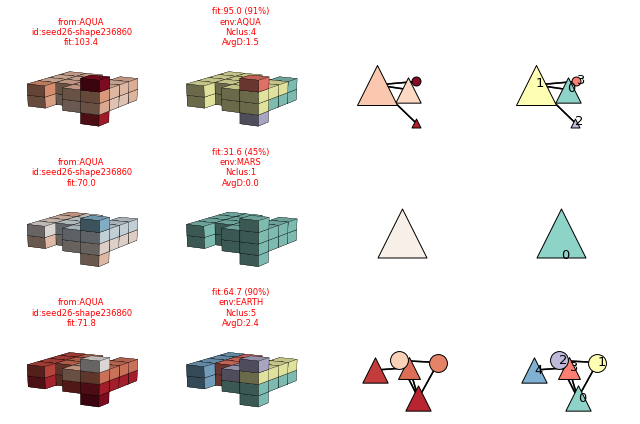 from:AQUA
id:seed26-shape236860
fit:103.4
fit:95.0 (91%)
env:AQUA
Nclus:4
AvgD:1.5
1
3
0
2
from:AQUA
id:seed26-shape236860
fit:70.0
fit:31.6 (45%)
env:MARS
Nclus:1
AvgD:0.0
0
from:AQUA
id:seed26-shape236860
fit:71.8
fit:64.7 (90%)
env:EARTH
Nclus:5
AvgD:2.4
2
1
3
4
0